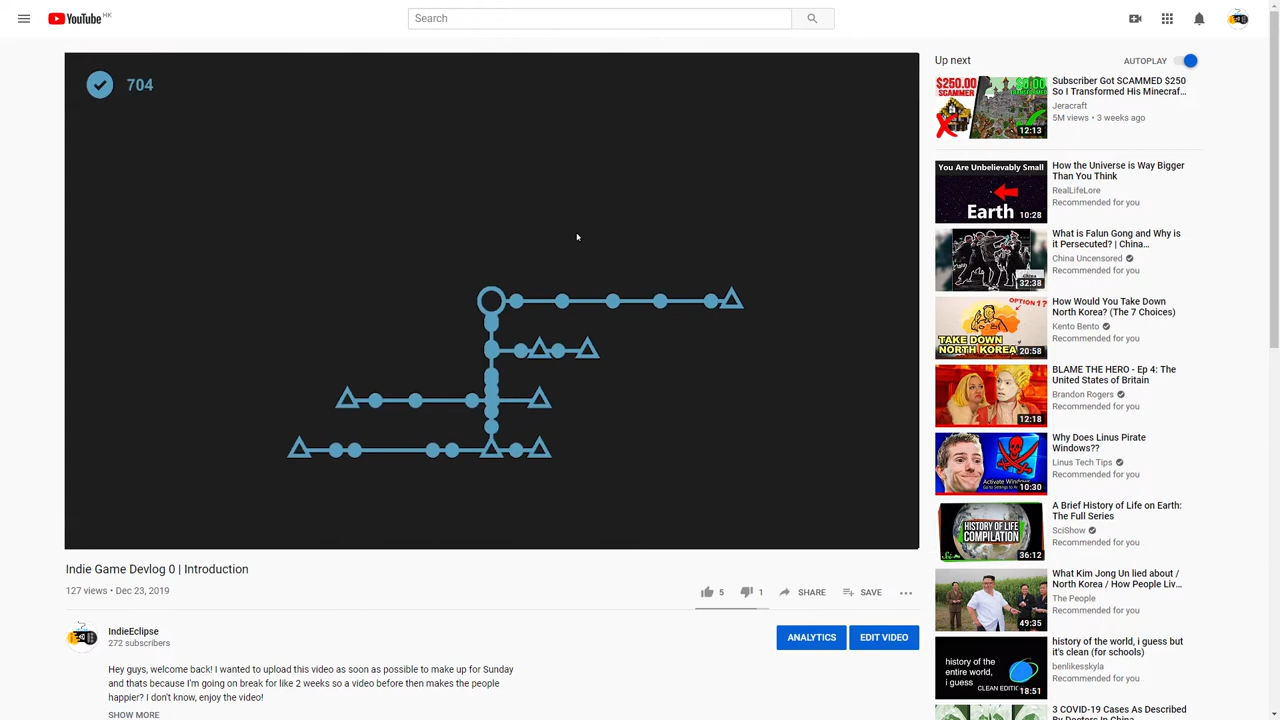 YouTube HK
Search
704
Indie Game Devlog 0 | Introduction
127 views • Dec 23, 2019
5
1
SHARE
SAVE
IndieEclipse
272 subscribers
ANALYTICS
EDIT VIDEO
Hey guys, welcome back! I wanted to upload this video as soon as possible to make up for Sunday
and thats because I'm going on break for like 2 weeks so a video before then makes the people
happier? I don't know, enjoy the video!
SHOW MORE
Up next
AUTOPLAY
$250.00
SCAMMER
12:13
Subscriber Got SCAMMED $250
So I Transformed His Minecraf...
Jeracraft
5M views • 3 weeks ago
You Are Unbelievably Small
Earth
10:28
How the Universe is Way Bigger
Than You Think
RealLifeLore
Recommended for you
32:38
What is Falun Gong and Why is
it Persecuted? | China...
China Uncensored
Recommended for you
OPTION 1?
TAKE DOWN
NORTH KOREA
20:58
How Would You Take Down
North Korea? (The 7 Choices)
Kento Bento
Recommended for you
12:18
BLAME THE HERO - Ep 4: The
United States of Britain
Brandon Rogers
Recommended for you
Activate Windows
10:30
Why Does Linus Pirate
Windows??
Linus Tech Tips
Recommended for you
HISTORY OF LIFE
COMPILATION
36:12
A Brief History of Life on Earth:
The Full Series
SciShow
Recommended for you
49:35
What Kim Jong Un lied about /
North Korea / How People Liv...
The People
Recommended for you
history of the
entire world,
i guess
CLEAN EDITI
18:51
history of the world, i guess but
it's clean (for schools)
benlikesskyla
Recommended for you
3 COVID-19 Cases As Described
By Doctors In China